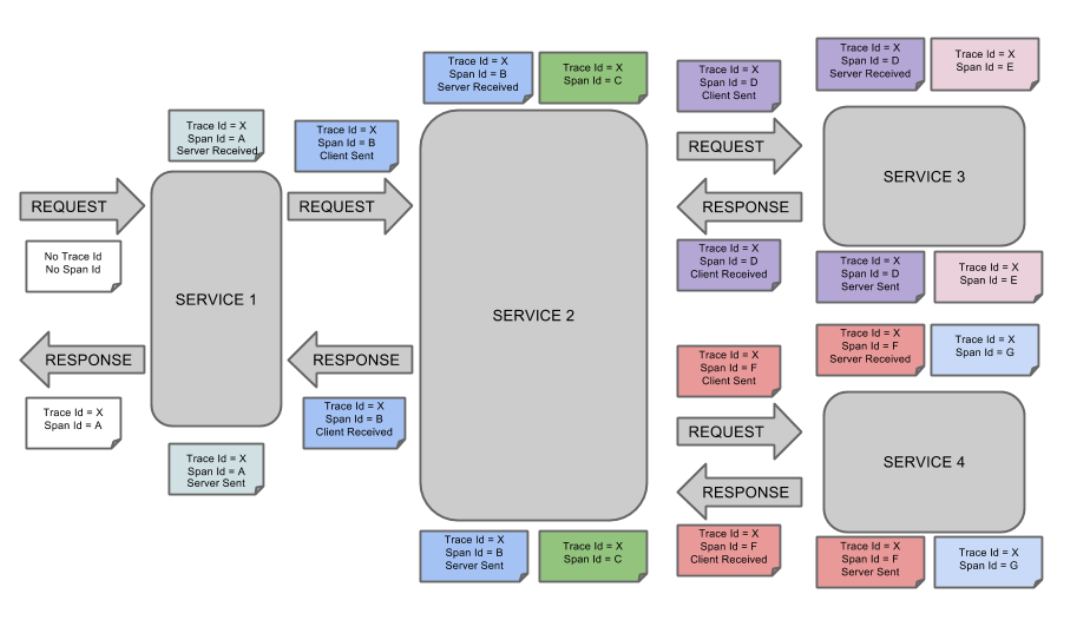 Trace Id = X
Span Id = A
Server Received
REQUEST
No Trace Id
No Span Id
SERVICE 1
RESPONSE
Trace Id = X
Span Id = A
Trace Id = X
Span Id = A
Server Sent
Trace Id = X
Span Id = B
Client Sent
REQUEST
RESPONSE
Trace Id = X
Span Id = B
Client Received
Trace Id = X
Span Id = B
Server Received
Trace Id = X
Span Id = C
SERVICE 2
Trace Id = X
Span Id = B
Server Sent
Trace Id = X
Span Id = C
Trace Id = X
Span Id = D
Client Sent
REQUEST
RESPONSE
Trace Id = X
Span Id = D
Client Received
Trace Id = X
Span Id = D
Server Received
Trace Id = X
Span Id = E
SERVICE 3
Trace Id = X
Span Id = D
Server Sent
Trace Id = X
Span Id = E
Trace Id = X
Span Id = F
Client Sent
REQUEST
RESPONSE
Trace Id = X
Span Id = F
Client Received
Trace Id = X
Span Id = F
Server Received
Trace Id = X
Span Id = G
SERVICE 4
Trace Id = X
Span Id = F
Server Sent
Trace Id = X
Span Id = G